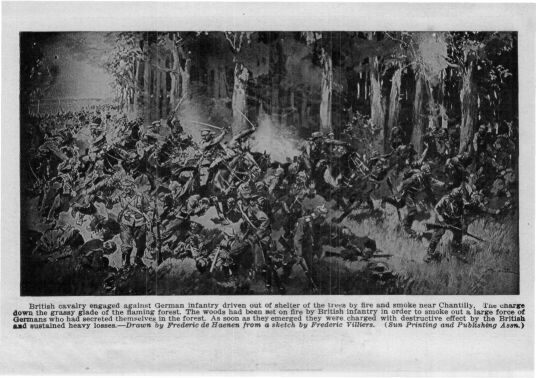 British cavalry engaged against German infantry driven out of shelter of the trees by fire and smoke near Chantilly. The charge
down the grassy glade of the flaming forest. The woods had been set on fire by British infantry in order to smoke out a large force of
Germans who had secreted themselves in the forest. As soon as they emerged they were charged with destructive effect by the British
and sustained heavy losses.—Drawn by Frederic de Haenen from a sketch by Frederic Villiers. (Sun Printing and Publishing Assn.)